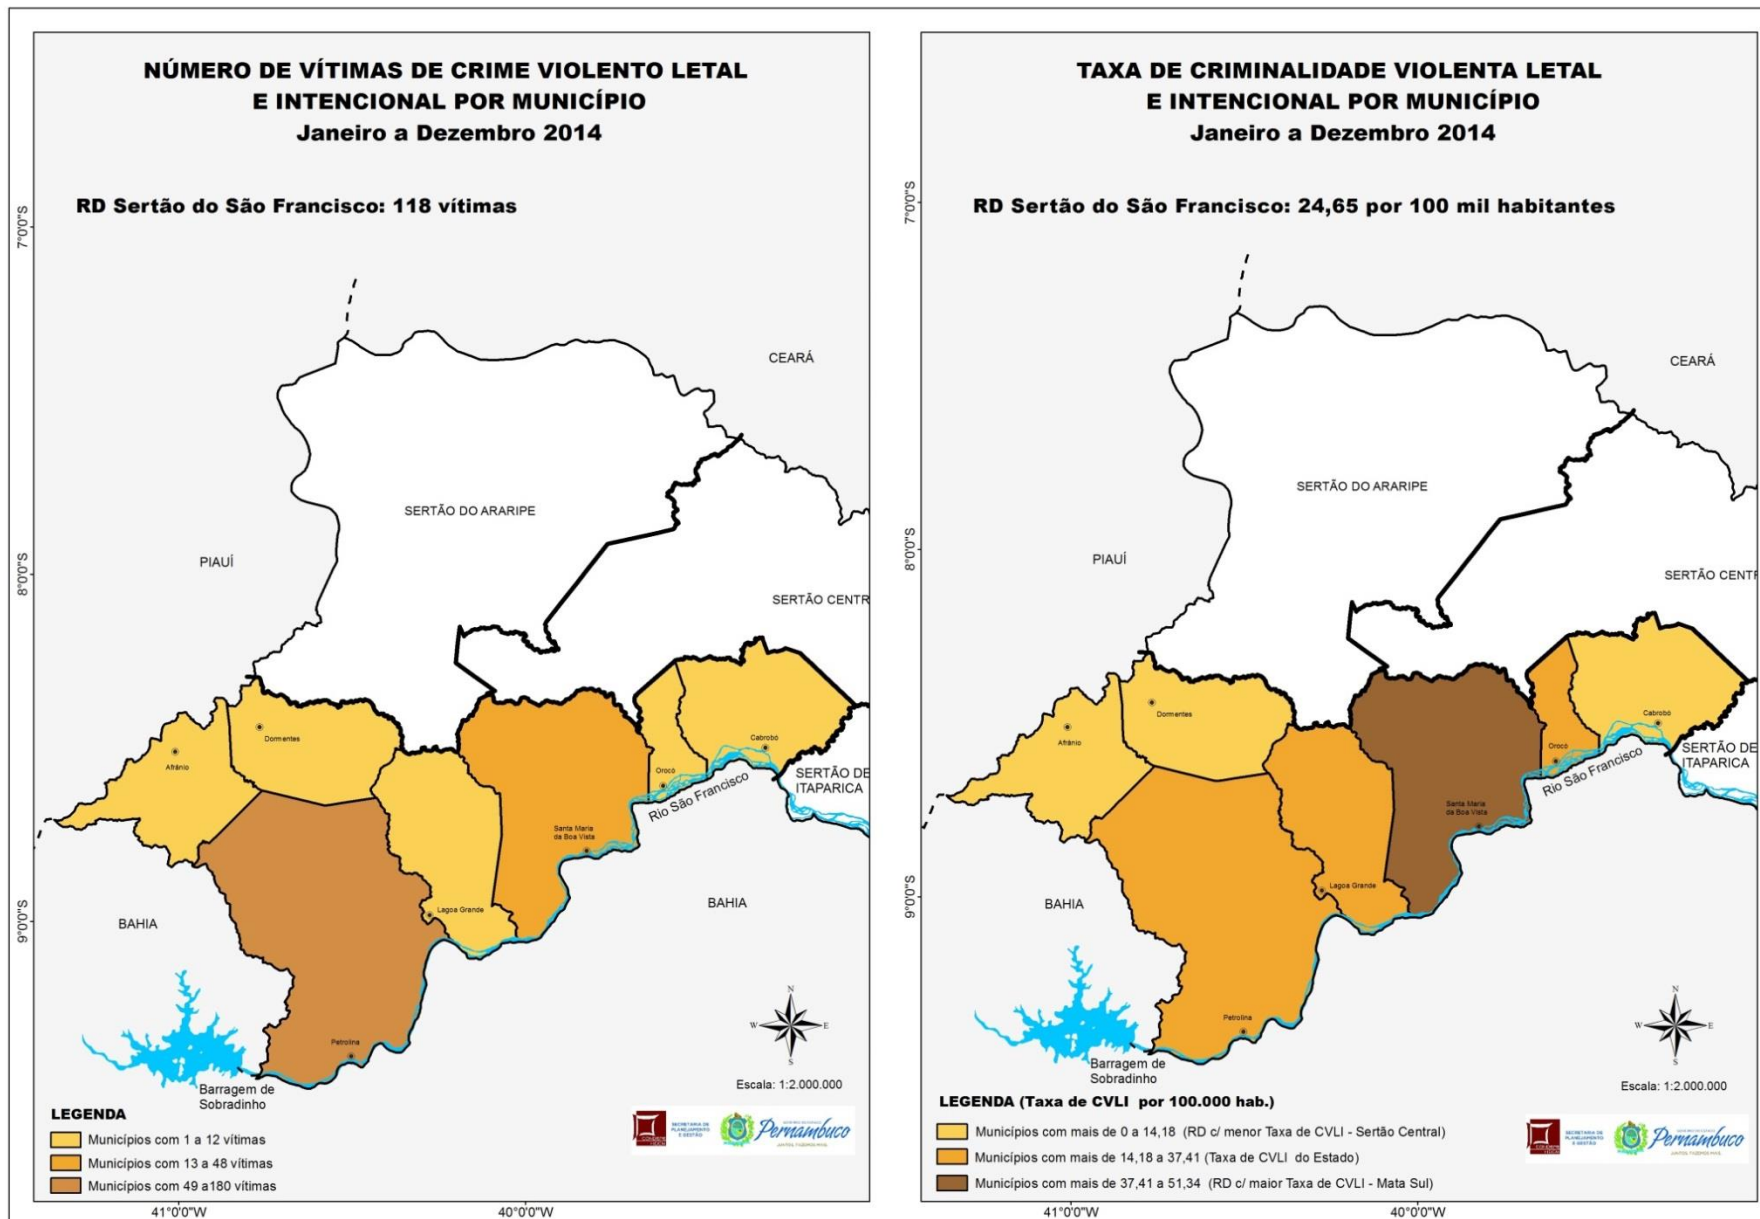 NÚMERO DE VÍTIMAS DE CRIME VIOLENTO LETAL
E INTENCIONAL POR MUNICÍPIO
Janeiro a Dezembro 2014
RD Sertão do São Francisco: 118 vítimas
7°0'0"S
8°0'0"S
9°0'0"S
CEARÁ
SERTÃO DO ARARIPE
PIAUÍ
SERTÃO CENTR
Cabrobó
Dormentes
Afrânio
Orocó
SERTÃO DE
ITAPARICA
Rio São Francisco
Santa Maria
da Boa Vista
Lagoa Grande
BAHIA
BAHIA
Petrolina
N
W
E
S
Barragem de
Sobradinho
Escala: 1:2.000.000
LEGENDA
Municípios com 1 a 12 vítimas
Municípios com 13 a 48 vítimas
Municípios com 49 a180 vítimas
SECRETARIA DE
PLANEJAMENTO
E GESTÃO
Pernambuco
41°0'0"W
40°0'0"W
TAXA DE CRIMINALIDADE VIOLENTA LETAL
E INTENCIONAL POR MUNICÍPIO
Janeiro a Dezembro 2014
RD Sertão do São Francisco: 24,65 por 100 mil habitantes
7°0'0"S
8°0'0"S
9°0'0"S
CEARÁ
SERTÃO DO ARARIPE
PIAUÍ
SERTÃO CENTR
Cabrobó
Dormentes
Afrânio
Orocó
SERTÃO DE
ITAPARICA
Rio São Francisco
Santa Maria
da Boa Vista
Lagoa Grande
BAHIA
BAHIA
Petrolina
N
W
E
S
Barragem de
Sobradinho
Escala: 1:2.000.000
LEGENDA (Taxa de CVLI por 100.000 hab.)
Municípios com mais de 0 a 14,18 (RD c/ menor Taxa de CVLI - Sertão Central)
Municípios com mais de 14,18 a 37,41 (Taxa de CVLI do Estado)
Municípios com mais de 37,41 a 51,34 (RD c/ maior Taxa de CVLI - Mata Sul)
SECRETARIA DE
PLANEJAMENTO
E GESTÃO
Pernambuco
41°0'0"W
40°0'0"W